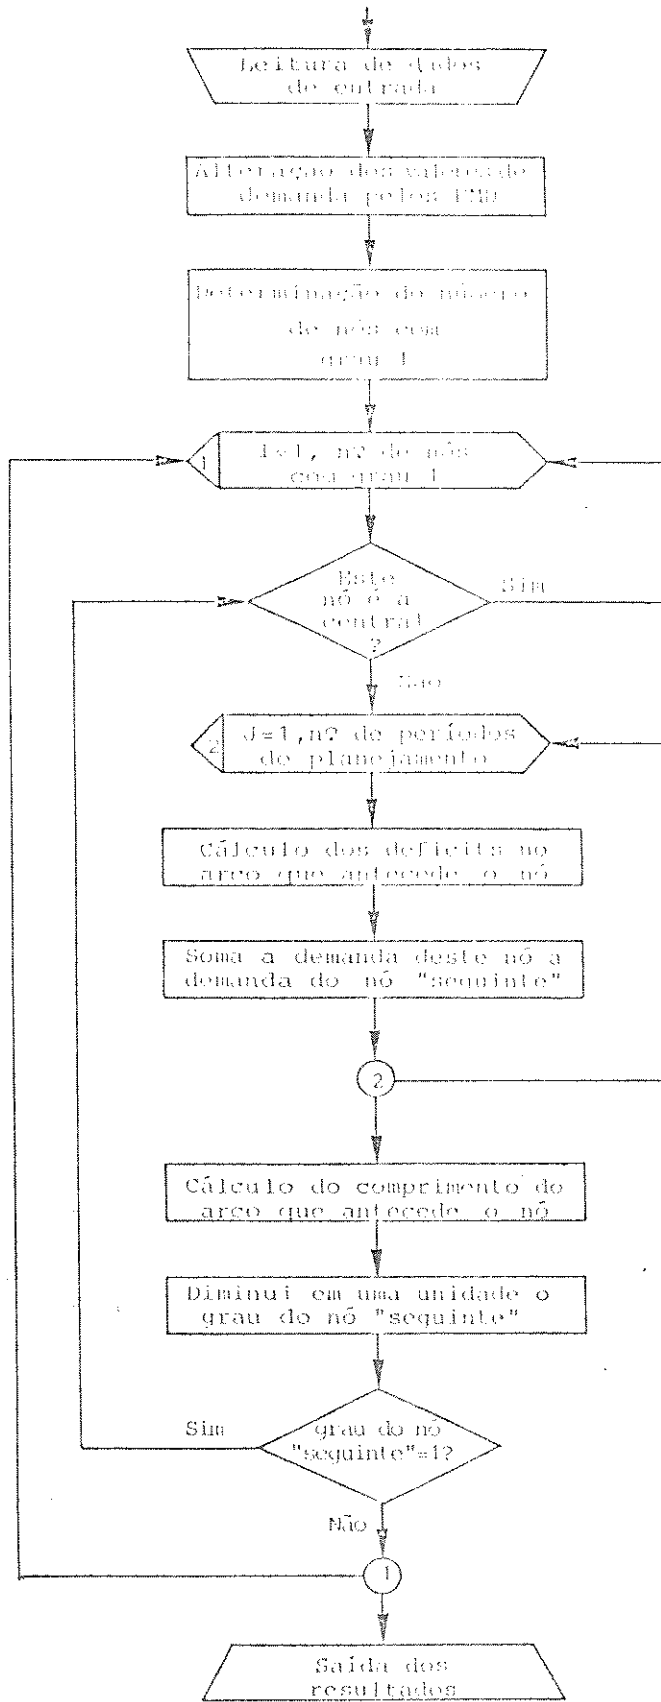 Leitura de dados
de entrada
Alteração dos valores de
demanda pelos
Determinação do número
de nós com
grau 1
1
I=1, nº de nós
com grau 1
Este
nó é a
central
?
Sim
Não
2
J=1,nº de períodos
de planejamento
Cálculo dos deficits no
arco que antecede o nó
Soma a demanda deste nó a
demanda do nó "seguinte"
2
Cálculo do comprimento do
arco que antecede o nó
Diminui em uma unidade o
grau do nó "seguinte"
Sim
grau do nó
"seguinte"=1?
Não
1
Saída dos
resultados